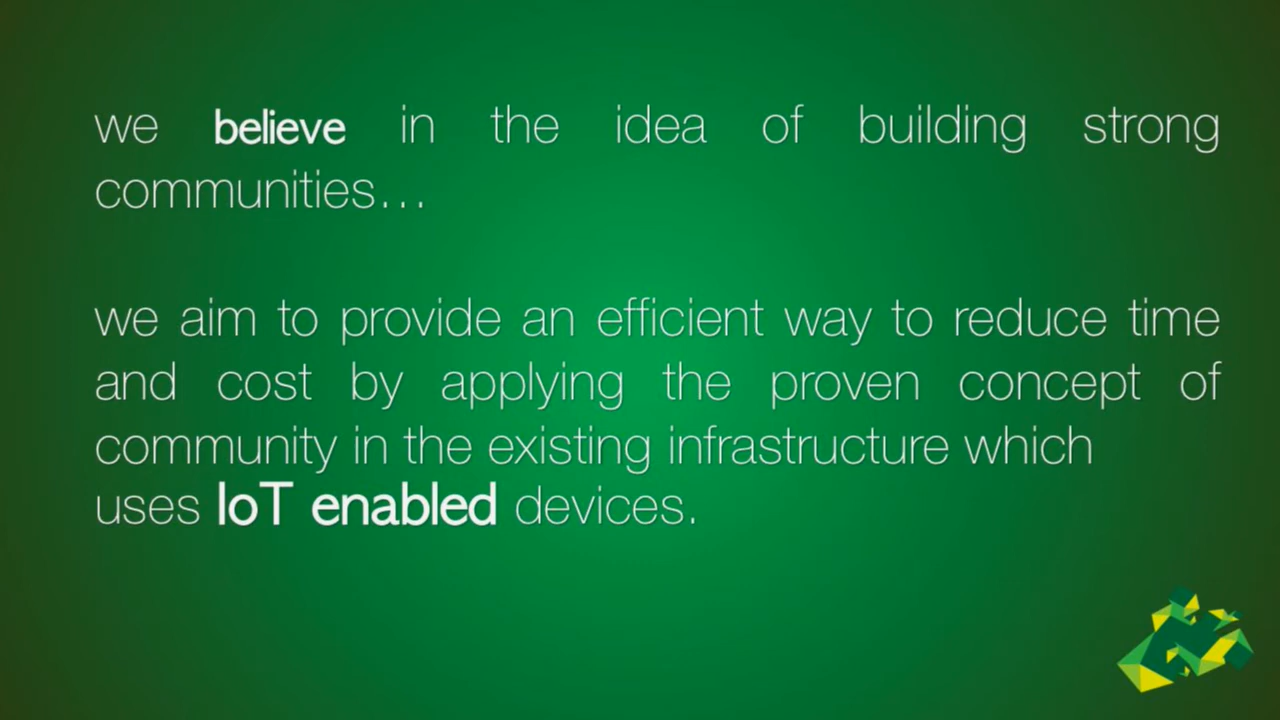 we believe in the idea of building strong
communities...
we aim to provide an efficient way to reduce time
and cost by applying the proven concept of
community in the existing infrastructure which
uses IoT enabled devices.